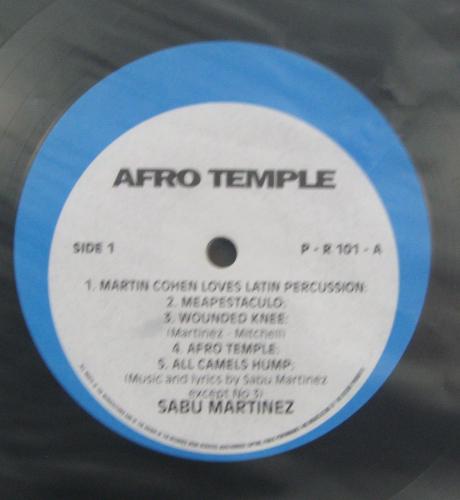 AFRO TEMPLE
SIDE 1
P - R 101 - A
1. MARTIN COHEN LOVES LATIN PERCUSSION:
2. MEAPESTACULO:
3. WOUNDED KNEE:
(Martinez - Mitchell)
4. AFRO TEMPLE:
5. ALL CAMELS HUMP:
(Music and lyrics by Sabu Martinez
except No 3)
SABU MARTINEZ